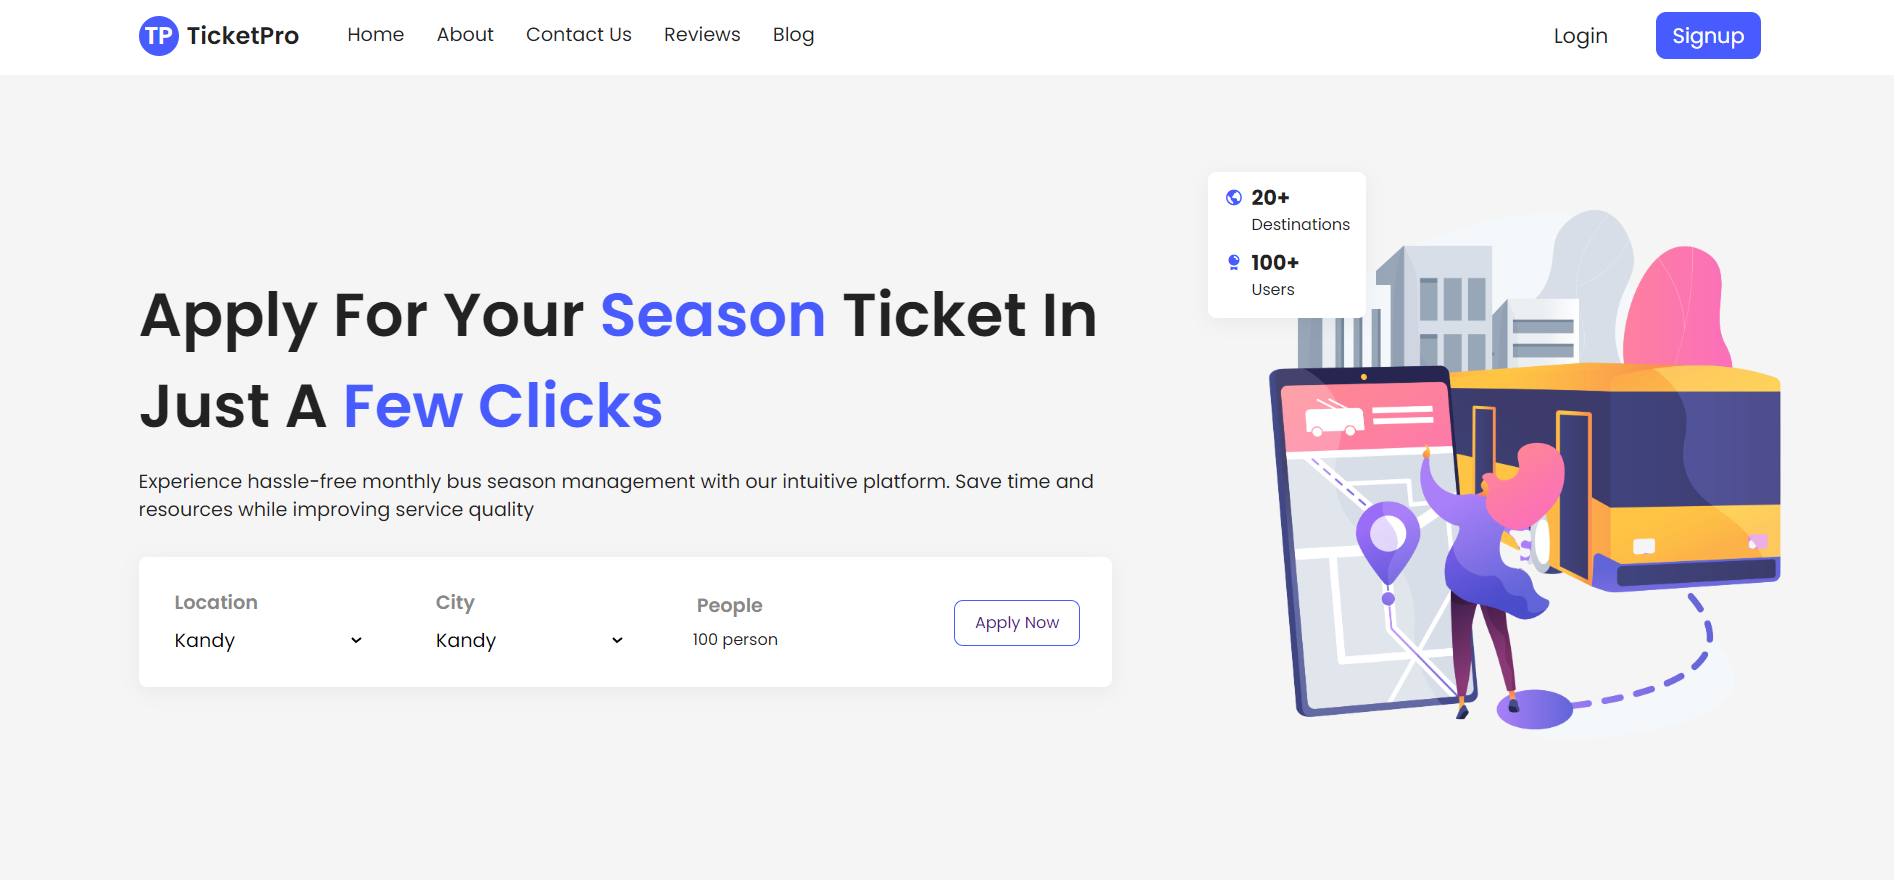 TP TicketPro Home About Contact Us Reviews Blog Login Signup
20+
Destinations
100+
Users
Apply For Your Season Ticket In
Just A Few Clicks
Experience hassle-free monthly bus season management with our intuitive platform. Save time and
resources while improving service quality
Location City People
Kandy Kandy 100 person
Apply Now